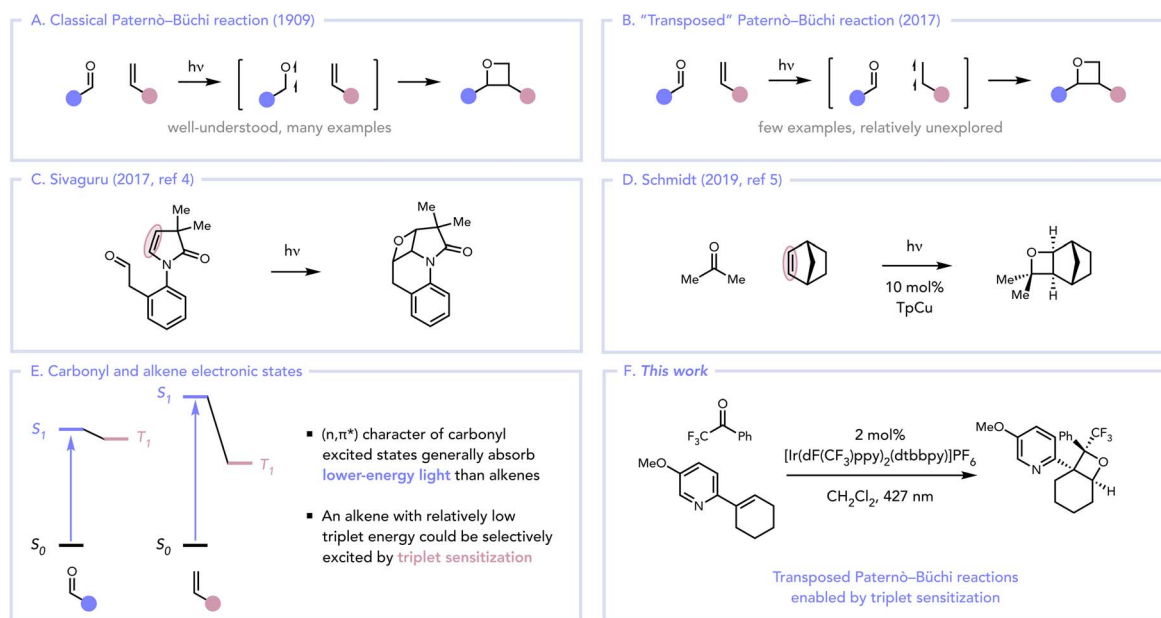 A. Classical Paternò–Büchi reaction (1909)
O
hν
O
O
well-understood, many examples
B. “Transposed” Paternò–Büchi reaction (2017)
O
hν
O
O
few examples, relatively unexplored
C. Sivaguru (2017, ref 4)
Me
Me
O
O
N
hν
Me
Me
O
O
N
D. Schmidt (2019, ref 5)
O
Me
Me
hν
10 mol%
TpCu
H
O
Me
Me
H
E. Carbonyl and alkene electronic states
S1
T1
S1
T1
S0
S0
O
▪ (n,π*) character of carbonyl
excited states generally absorb
lower-energy light than alkenes
▪ An alkene with relatively low
triplet energy could be selectively
excited by triplet sensitization
F. This work
O
F3C
Ph
MeO
N
2 mol%
[Ir(dF(CF3)ppy)2(dtbbpy)]PF6
CH2Cl2, 427 nm
MeO
Ph
CF3
N
O
H
Transposed Paternò–Büchi reactions
enabled by triplet sensitization